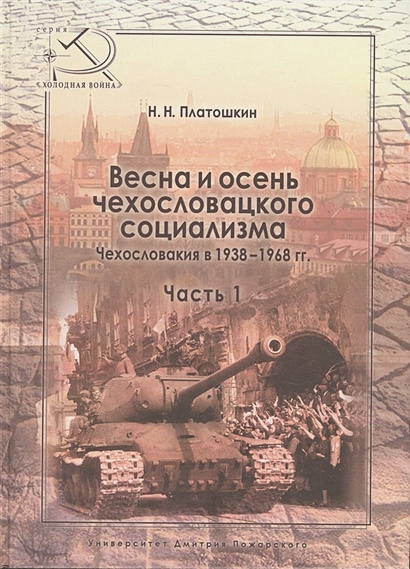 серия
«ХОЛОДНАЯ ВОЙНА»
Н. Н. Платошкин
Весна и осень
чехословацкого
социализма
Чехословакия в 1938–1968 гг.
Часть 1
Университет Дмитрия Пожарского